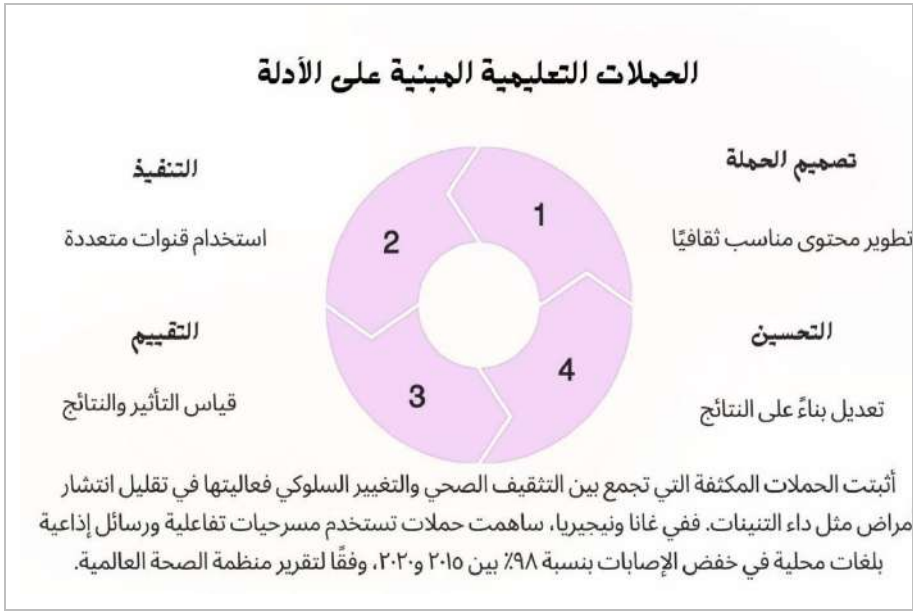 الحملات التعليمية المبنية على الأدلة
تصميم الحملة
تطوير محتوى مناسب ثقافيًا
1
التنفيذ
استخدام قنوات متعددة
2
التقييم
قياس التأثير والنتائج
3
التحسين
تعديل بناءً على النتائج
4
أثبتت الحملات المكثفة التي تجمع بين التثقيف الصحي والتغيير السلوكي فعاليتها في تقليل انتشار
مراض مثل داء التنينات. ففي غانا ونيجيريا، ساهمت حملات تستخدم مسرحيات تفاعلية ورسائل إذاعية
بلغات محلية في خفض الإصابات بنسبة ٩٨٪ بين ٢٠١٥ و٢٠٢٠، وفقًا لتقرير منظمة الصحة العالمية.